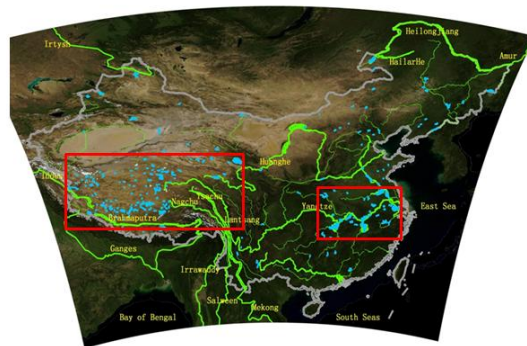 Irtysh
Heilongjiang
HailarHe
Amur
Huanghe
Indus
Tsachu
Nagchu
Lantsang
Yangtze
East Sea
Brahmaputra
Ganges
Irrawaddy
Salween
Mekong
Bay of Bengal
South Seas